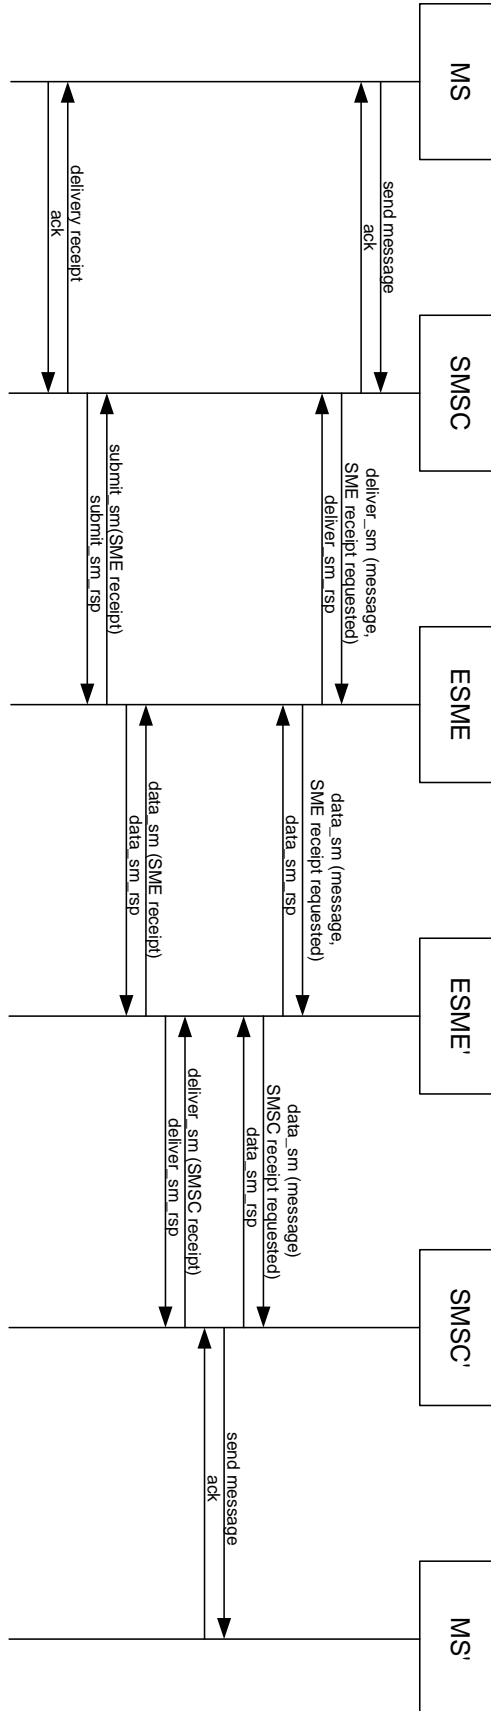 MS
SMSC
ESME
ESME'
SMSC'
MS'
send message
ack
deliver_sm (message,
SME receipt requested)
deliver_sm_rsp
data_sm (message,
SME receipt requested)
data_sm_rsp
data_sm (message)
SMSC receipt requested)
data_sm_rsp
send message
ack
deliver_sm (SMSC receipt)
deliver_sm_rsp
data_sm (SME receipt)
data_sm_rsp
submit_sm(SME receipt)
submit_sm_rsp
delivery receipt
ack